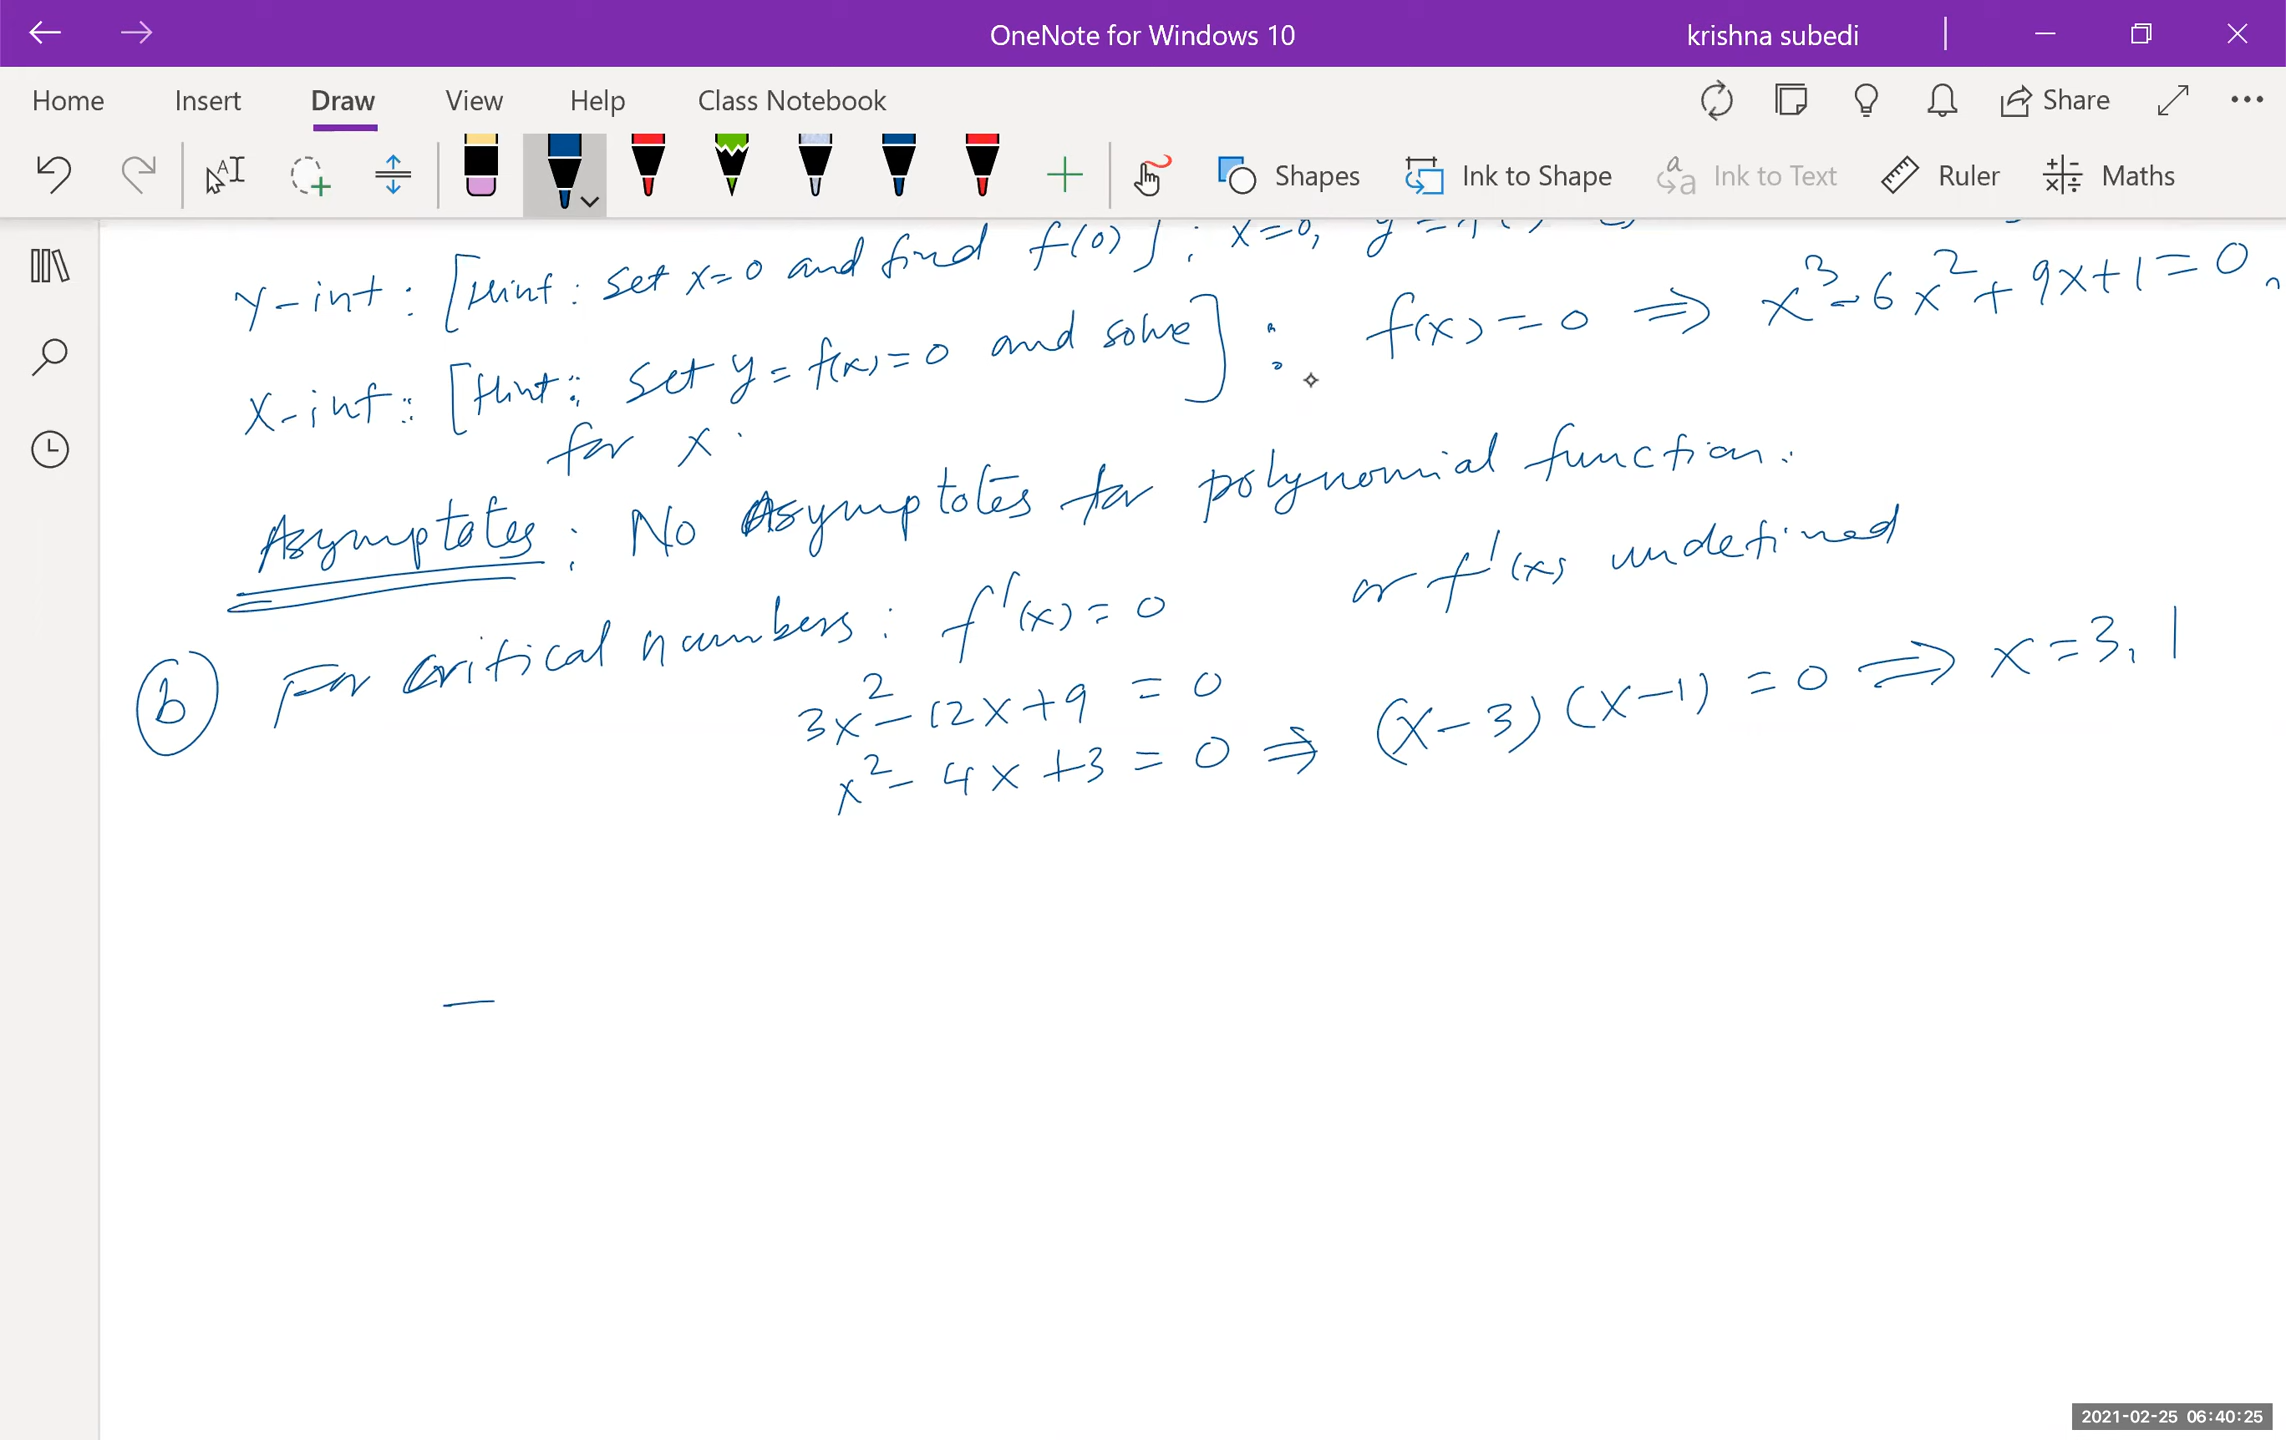 OneNote for Windows 10
krishna subedi
Home Insert Draw View Help Class Notebook Share
Shapes Ink to Shape Ink to Text Ruler Maths
y-int : [Hint : set x=0 and find f(0)] : x=0, y =
x-int : [Hint : set y = f(x) = 0 and solve] : f(x) = 0 ⇒ x³-6x²+9x+1=0,
for x.
Asymptotes : No Asymptotes for polynomial function.
(b) For critical numbers : f'(x) = 0 or f'(x) undefined
3x²-12x+9 = 0
x²-4x+3 = 0 ⇒ (x-3)(x-1) = 0 ⇒ x=3, 1
2021-02-25 06:40:25